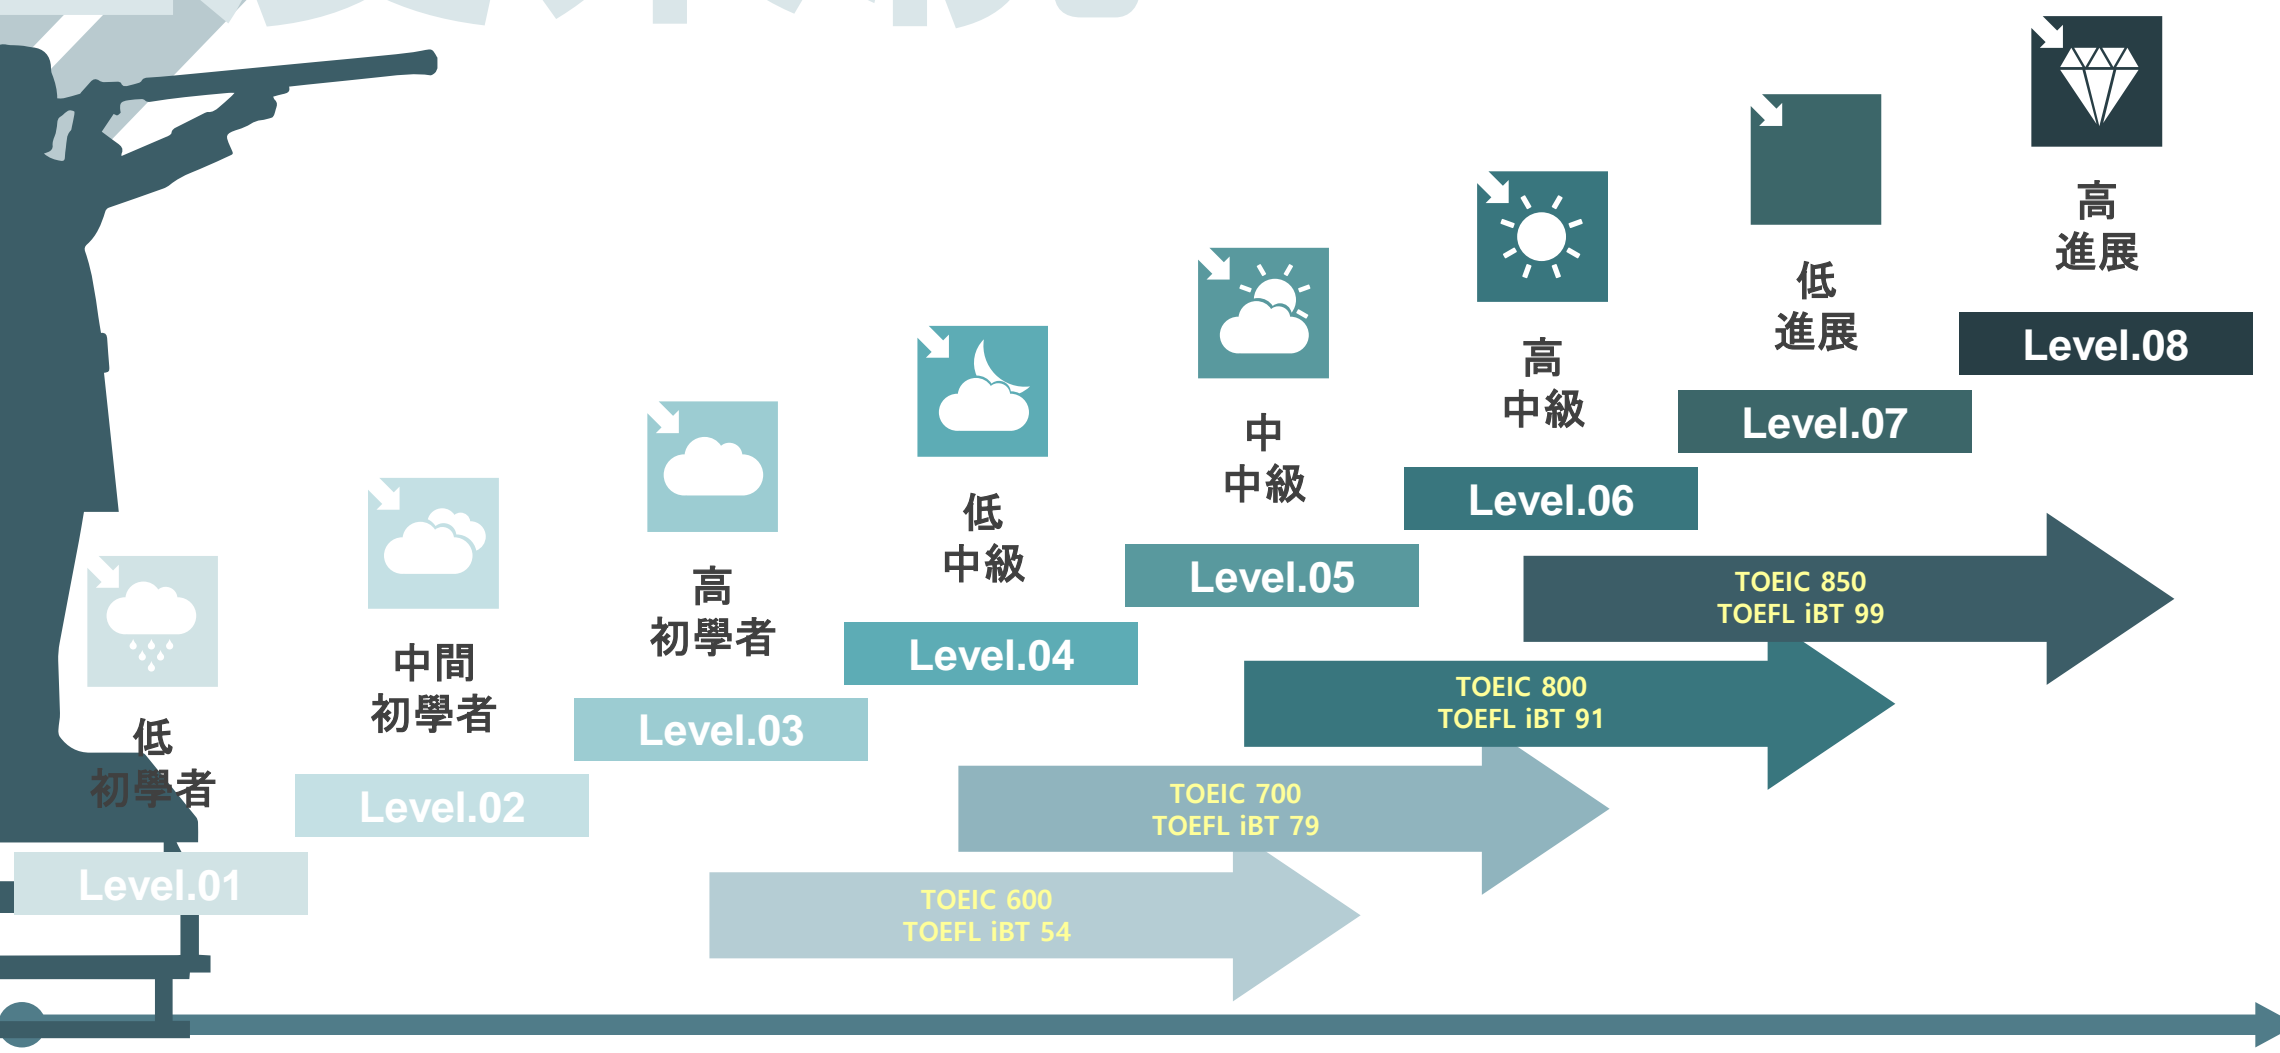 低
初學者
Level.01
中間
初學者
Level.02
高
初學者
Level.03
低
中級
Level.04
中
中級
Level.05
高
中級
Level.06
低
進展
Level.07
高
進展
Level.08
TOEIC 850
TOEFL iBT 99
TOEIC 800
TOEFL iBT 91
TOEIC 700
TOEFL iBT 79
TOEIC 600
TOEFL iBT 54